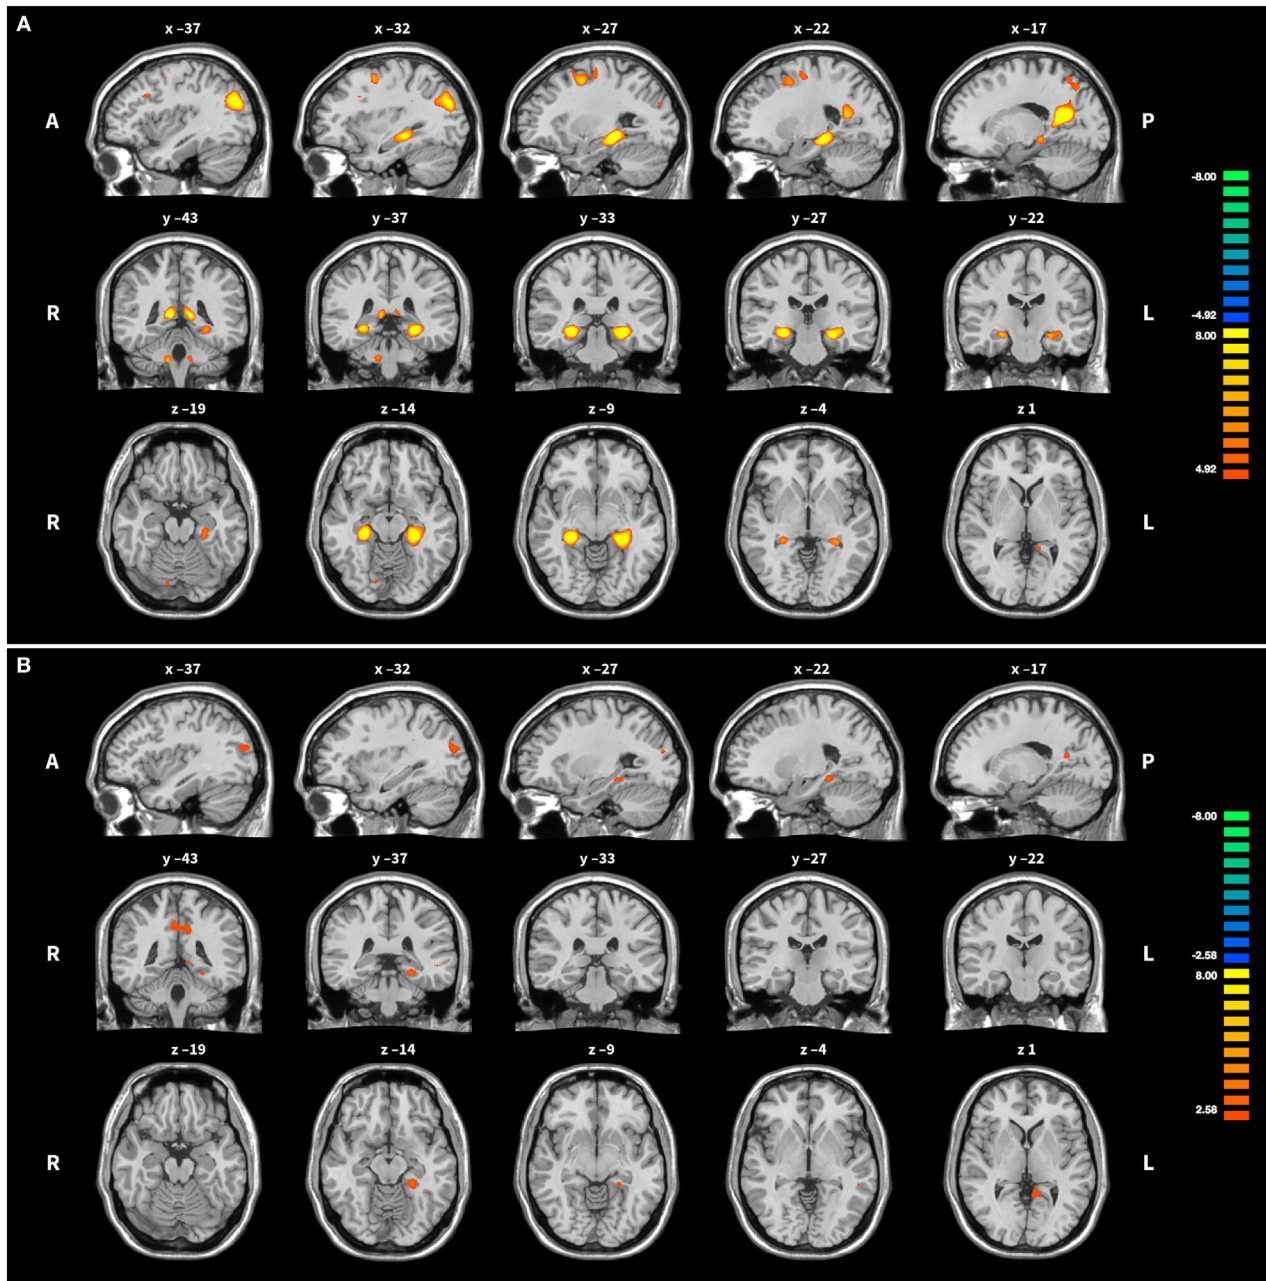 A
x –37 x –32 x –27 x –22 x –17
A P
-8.00
y –43 y –37 y –33 y –27 y –22
R L
-4.92
8.00
z –19 z –14 z –9 z –4 z 1
4.92
R L
B
x –37 x –32 x –27 x –22 x –17
A P
-8.00
y –43 y –37 y –33 y –27 y –22
R L
-2.58
8.00
z –19 z –14 z –9 z –4 z 1
2.58
R L